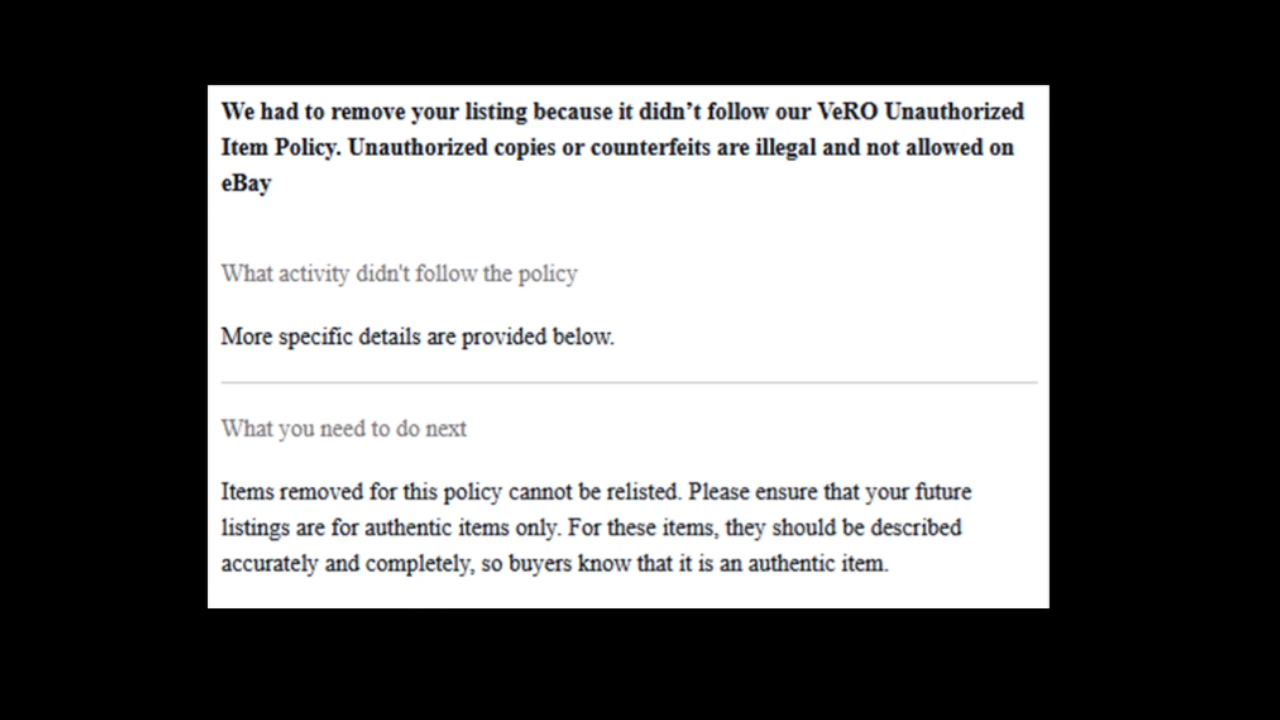 We had to remove your listing because it didn’t follow our VeRO Unauthorized
Item Policy. Unauthorized copies or counterfeits are illegal and not allowed on
eBay
What activity didn't follow the policy
More specific details are provided below.
What you need to do next
Items removed for this policy cannot be relisted. Please ensure that your future
listings are for authentic items only. For these items, they should be described
accurately and completely, so buyers know that it is an authentic item.